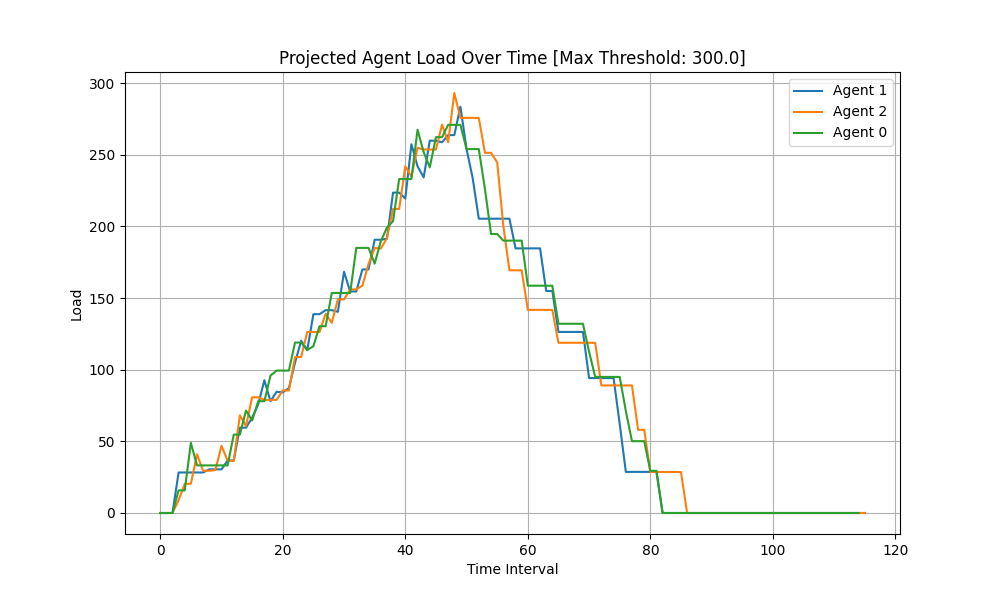 Projected Agent Load Over Time [Max Threshold: 300.0]
Agent 1
Agent 2
Agent 0
300
250
200
150
100
50
0
Load
0 20 40 60 80 100 120
Time Interval